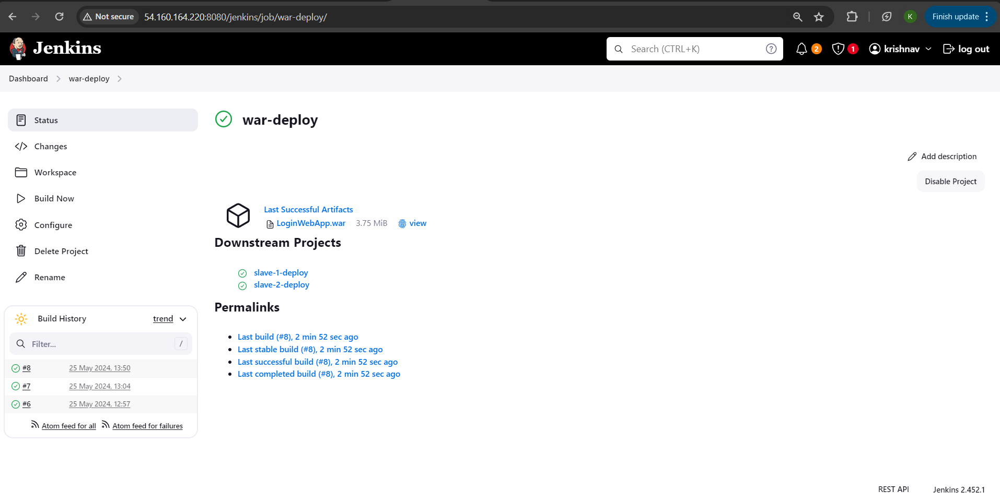 Not secure 54.160.164.220:8080/jenkins/job/war-deploy/ K Finish update
Jenkins Search (CTRL+K) ? 2 1 krishnav log out
Dashboard war-deploy
Status
Changes
Workspace
Build Now
Configure
Delete Project
Rename
Build History trend
Filter... /
#8 25 May 2024, 13:50
#7 25 May 2024, 13:04
#6 25 May 2024, 12:57
Atom feed for all Atom feed for failures
war-deploy
Add description
Disable Project
Last Successful Artifacts
LoginWebApp.war 3.75 MiB view
Downstream Projects
slave-1-deploy
slave-2-deploy
Permalinks
Last build (#8), 2 min 52 sec ago
Last stable build (#8), 2 min 52 sec ago
Last successful build (#8), 2 min 52 sec ago
Last completed build (#8), 2 min 52 sec ago
REST API Jenkins 2.452.1